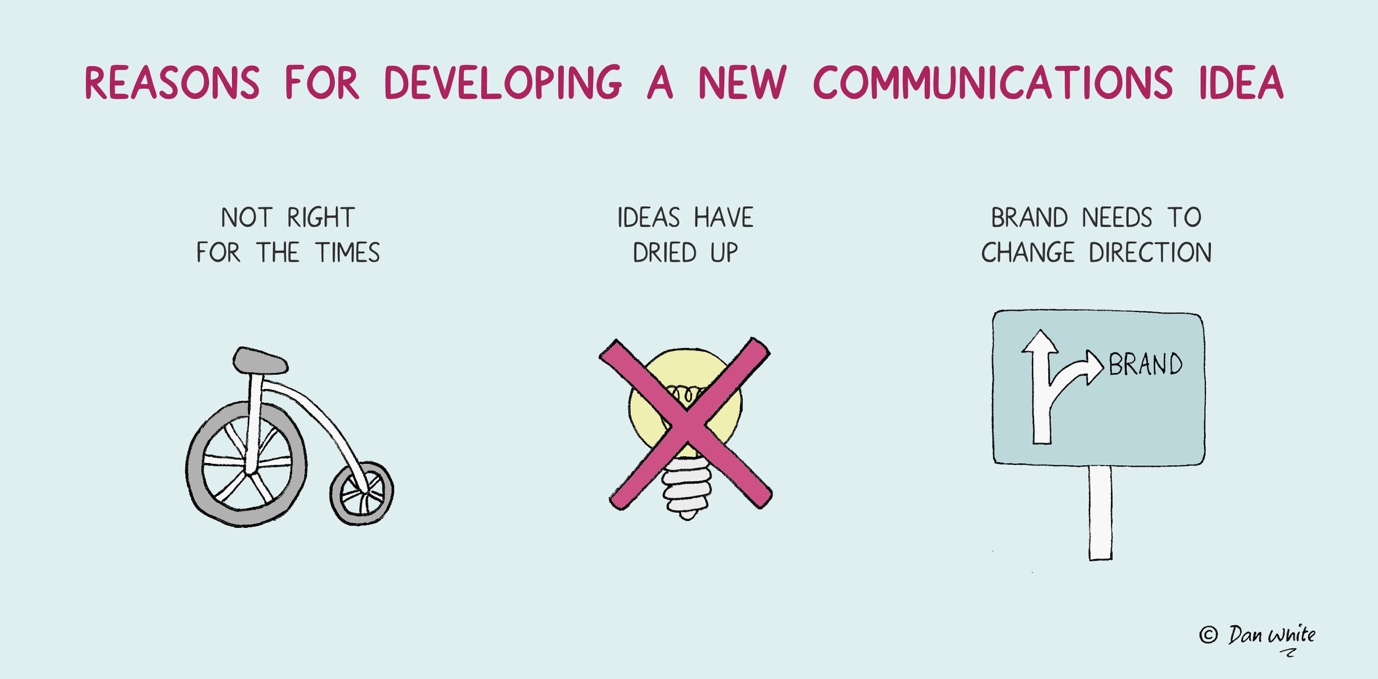 REASONS FOR DEVELOPING A NEW COMMUNICATIONS IDEA
NOT RIGHT
FOR THE TIMES
IDEAS HAVE
DRIED UP
BRAND NEEDS TO
CHANGE DIRECTION
BRAND
© Dan White